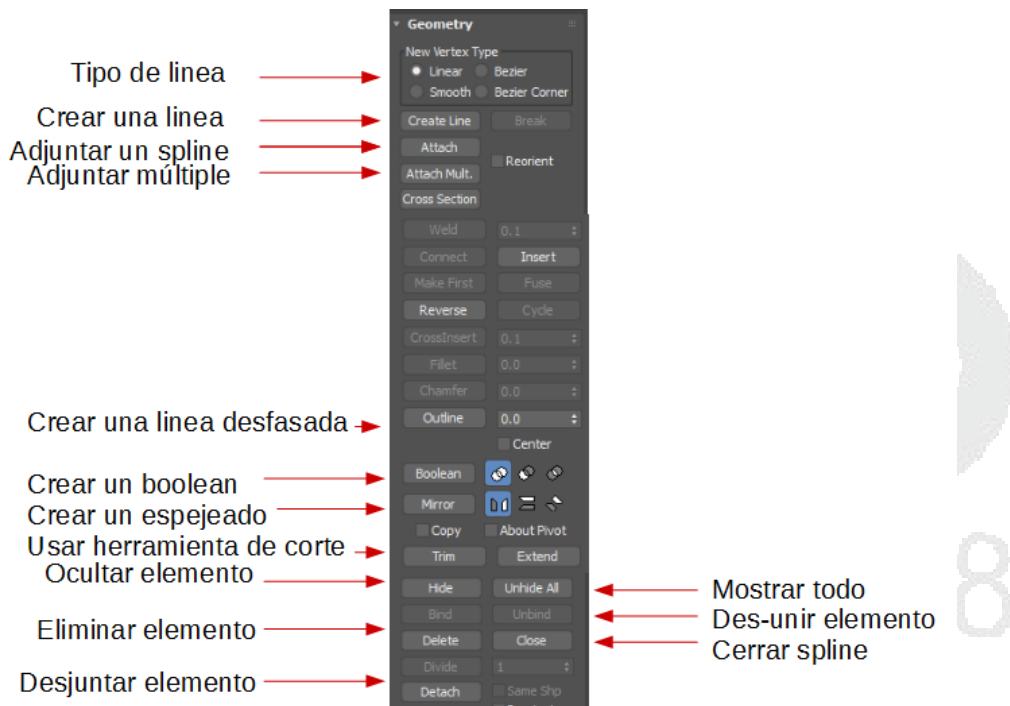 Geometry
New Vertex Type
Tipo de linea
Linear Bezier
Smooth Bezier Corner
Crear una linea
Create Line Break
Adjuntar un spline
Attach
Reorient
Adjuntar múltiple
Attach Mult.
Cross Section
Weld 0.1
Connect Insert
Make First Fuse
Reverse Cycle
CrossInsert 0.1
Fillet 0.0
Chamfer 0.0
Crear una linea desfasada
Outline 0.0
Center
Crear un boolean
Boolean
Crear un espejeado
Mirror
Copy About Pivot
Usar herramienta de corte
Trim Extend
Ocultar elemento
Hide Unhide All
Mostrar todo
Bind Unbind
Des-unir elemento
Eliminar elemento
Delete Close
Cerrar spline
Divide 1
Desjuntar elemento
Detach Same Shp
8